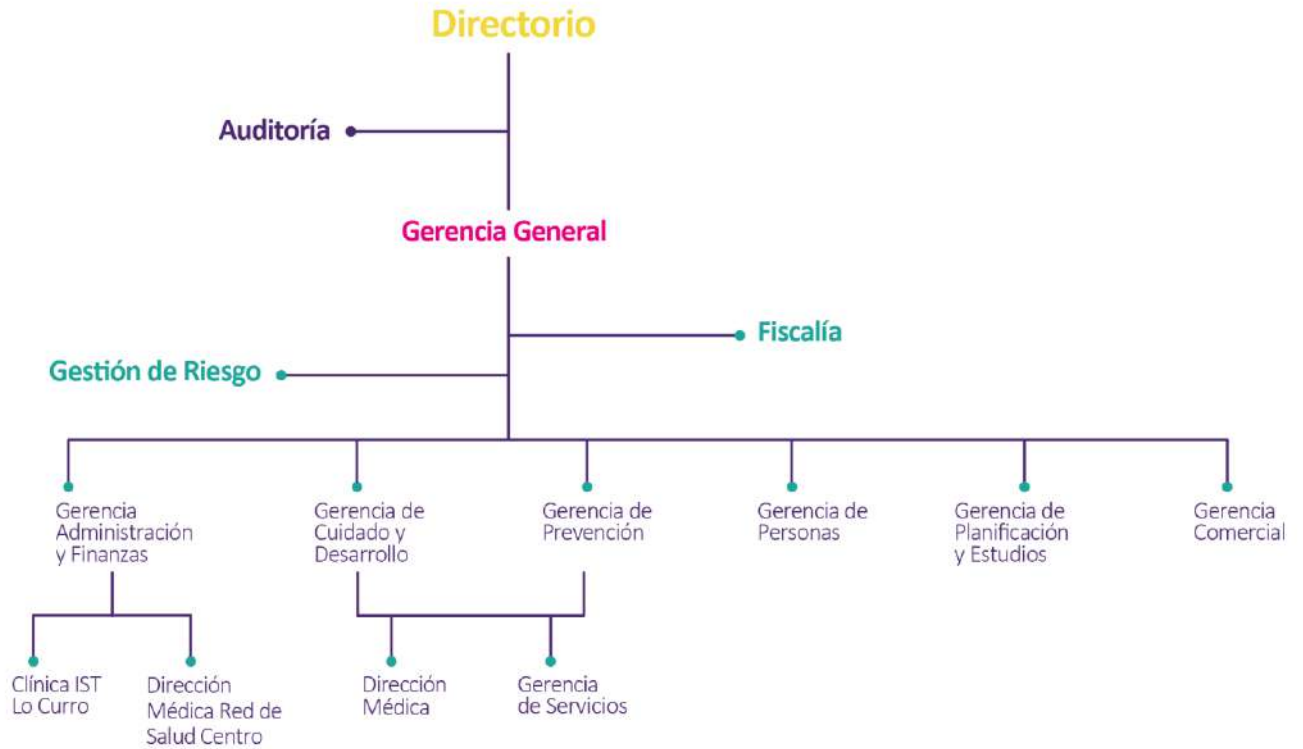 Directorio
Auditoría
Gerencia General
Fiscalía
Gestión de Riesgo
Gerencia
Administración
y Finanzas
Gerencia de
Cuidado y
Desarrollo
Gerencia de
Prevención
Gerencia de
Personas
Gerencia de
Planificación
y Estudios
Gerencia
Comercial
Clínica IST
Lo Curro
Dirección
Médica Red de
Salud Centro
Dirección
Médica
Gerencia
de Servicios